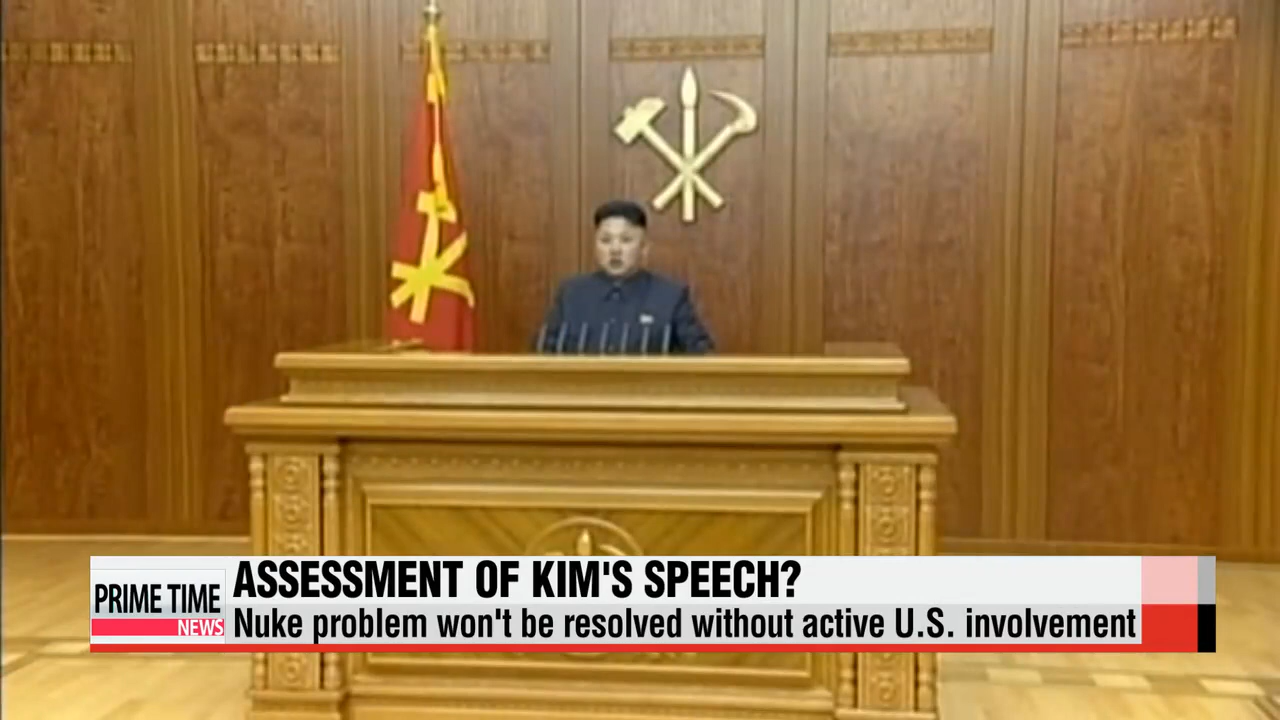 ASSESSMENT OF KIM'S SPEECH?
PRIME TIME
NEWS
Nuke problem won't be resolved without active U.S. involvement